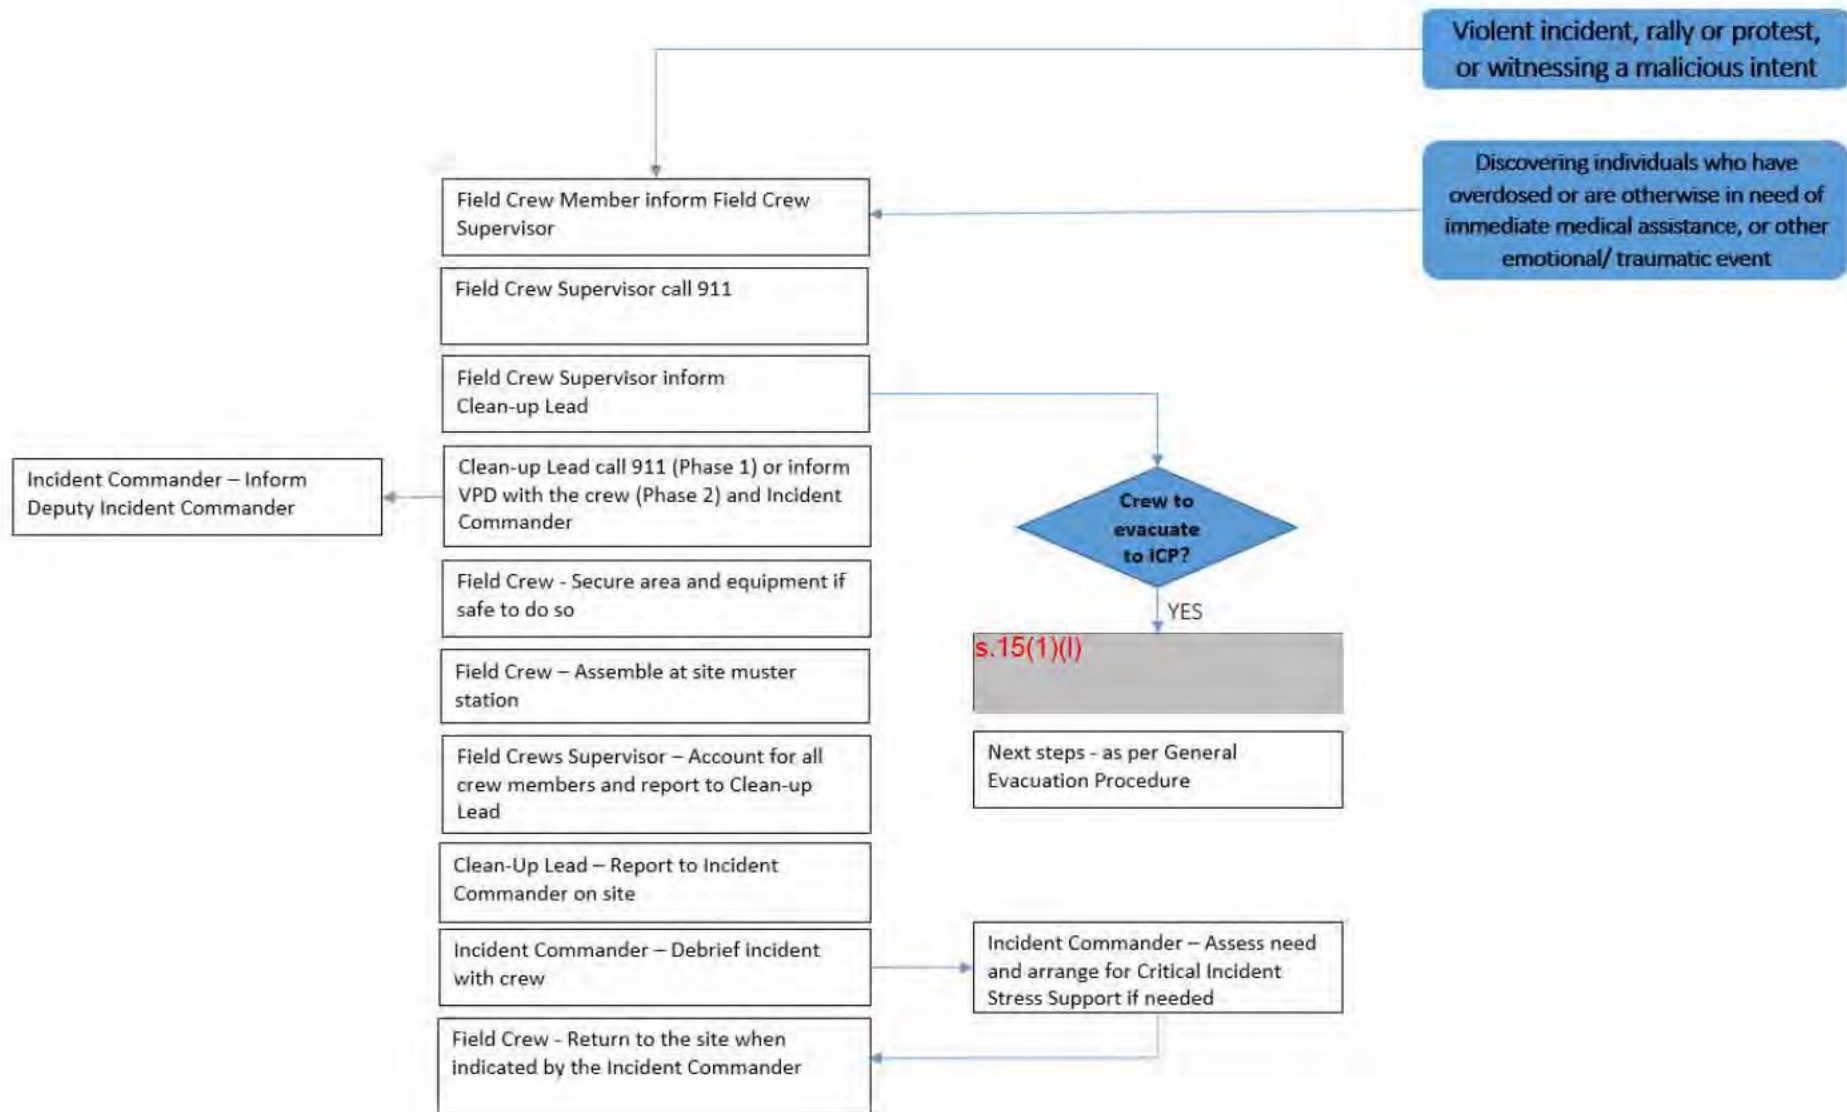 Violent incident, rally or protest,
or witnessing a malicious intent
Discovering individuals who have
overdosed or are otherwise in need of
immediate medical assistance, or other
emotional/ traumatic event
Field Crew Member inform Field Crew
Supervisor
Field Crew Supervisor call 911
Field Crew Supervisor inform
Clean-up Lead
Clean-up Lead call 911 (Phase 1) or inform
VPD with the crew (Phase 2) and Incident
Commander
Incident Commander – Inform
Deputy Incident Commander
Crew to
evacuate
to ICP?
YES
s.15(1)(l)
Next steps - as per General
Evacuation Procedure
Field Crew - Secure area and equipment if
safe to do so
Field Crew – Assemble at site muster
station
Field Crews Supervisor – Account for all
crew members and report to Clean-up
Lead
Clean-Up Lead – Report to Incident
Commander on site
Incident Commander – Debrief incident
with crew
Incident Commander – Assess need
and arrange for Critical Incident
Stress Support if needed
Field Crew - Return to the site when
indicated by the Incident Commander